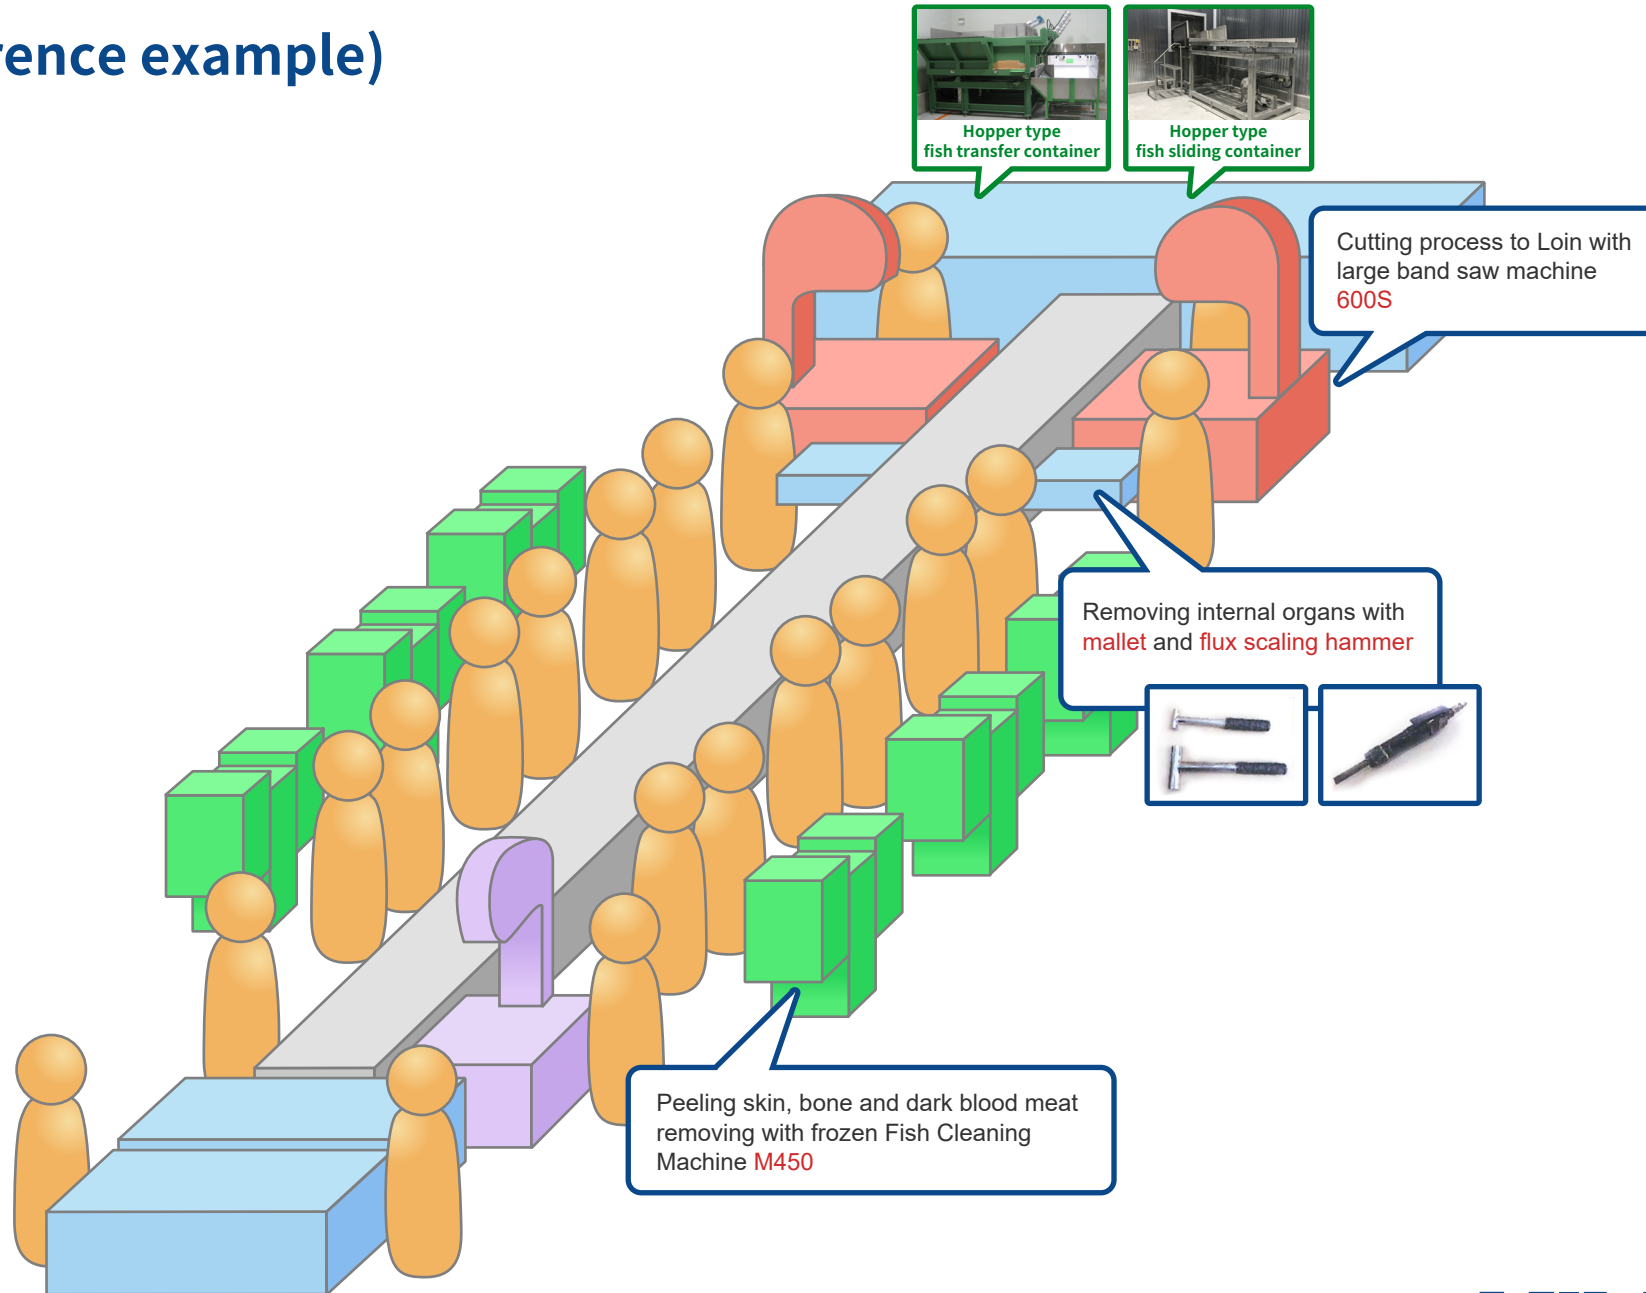 rence example)
Hopper type
fish transfer container
Hopper type
fish sliding container
Cutting process to Loin with
large band saw machine
600S
Removing internal organs with
mallet and flux scaling hammer
Peeling skin, bone and dark blood meat
removing with frozen Fish Cleaning
Machine M450